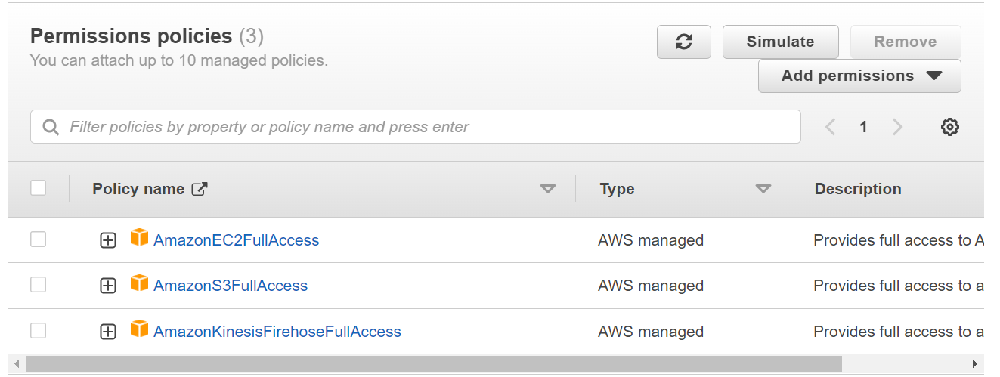 Permissions policies (3)
You can attach up to 10 managed policies.
Simulate
Remove
Add permissions
Filter policies by property or policy name and press enter
1
Policy name Type Description
AmazonEC2FullAccess AWS managed Provides full access to A
AmazonS3FullAccess AWS managed Provides full access to a
AmazonKinesisFirehoseFullAccess AWS managed Provides full access to a